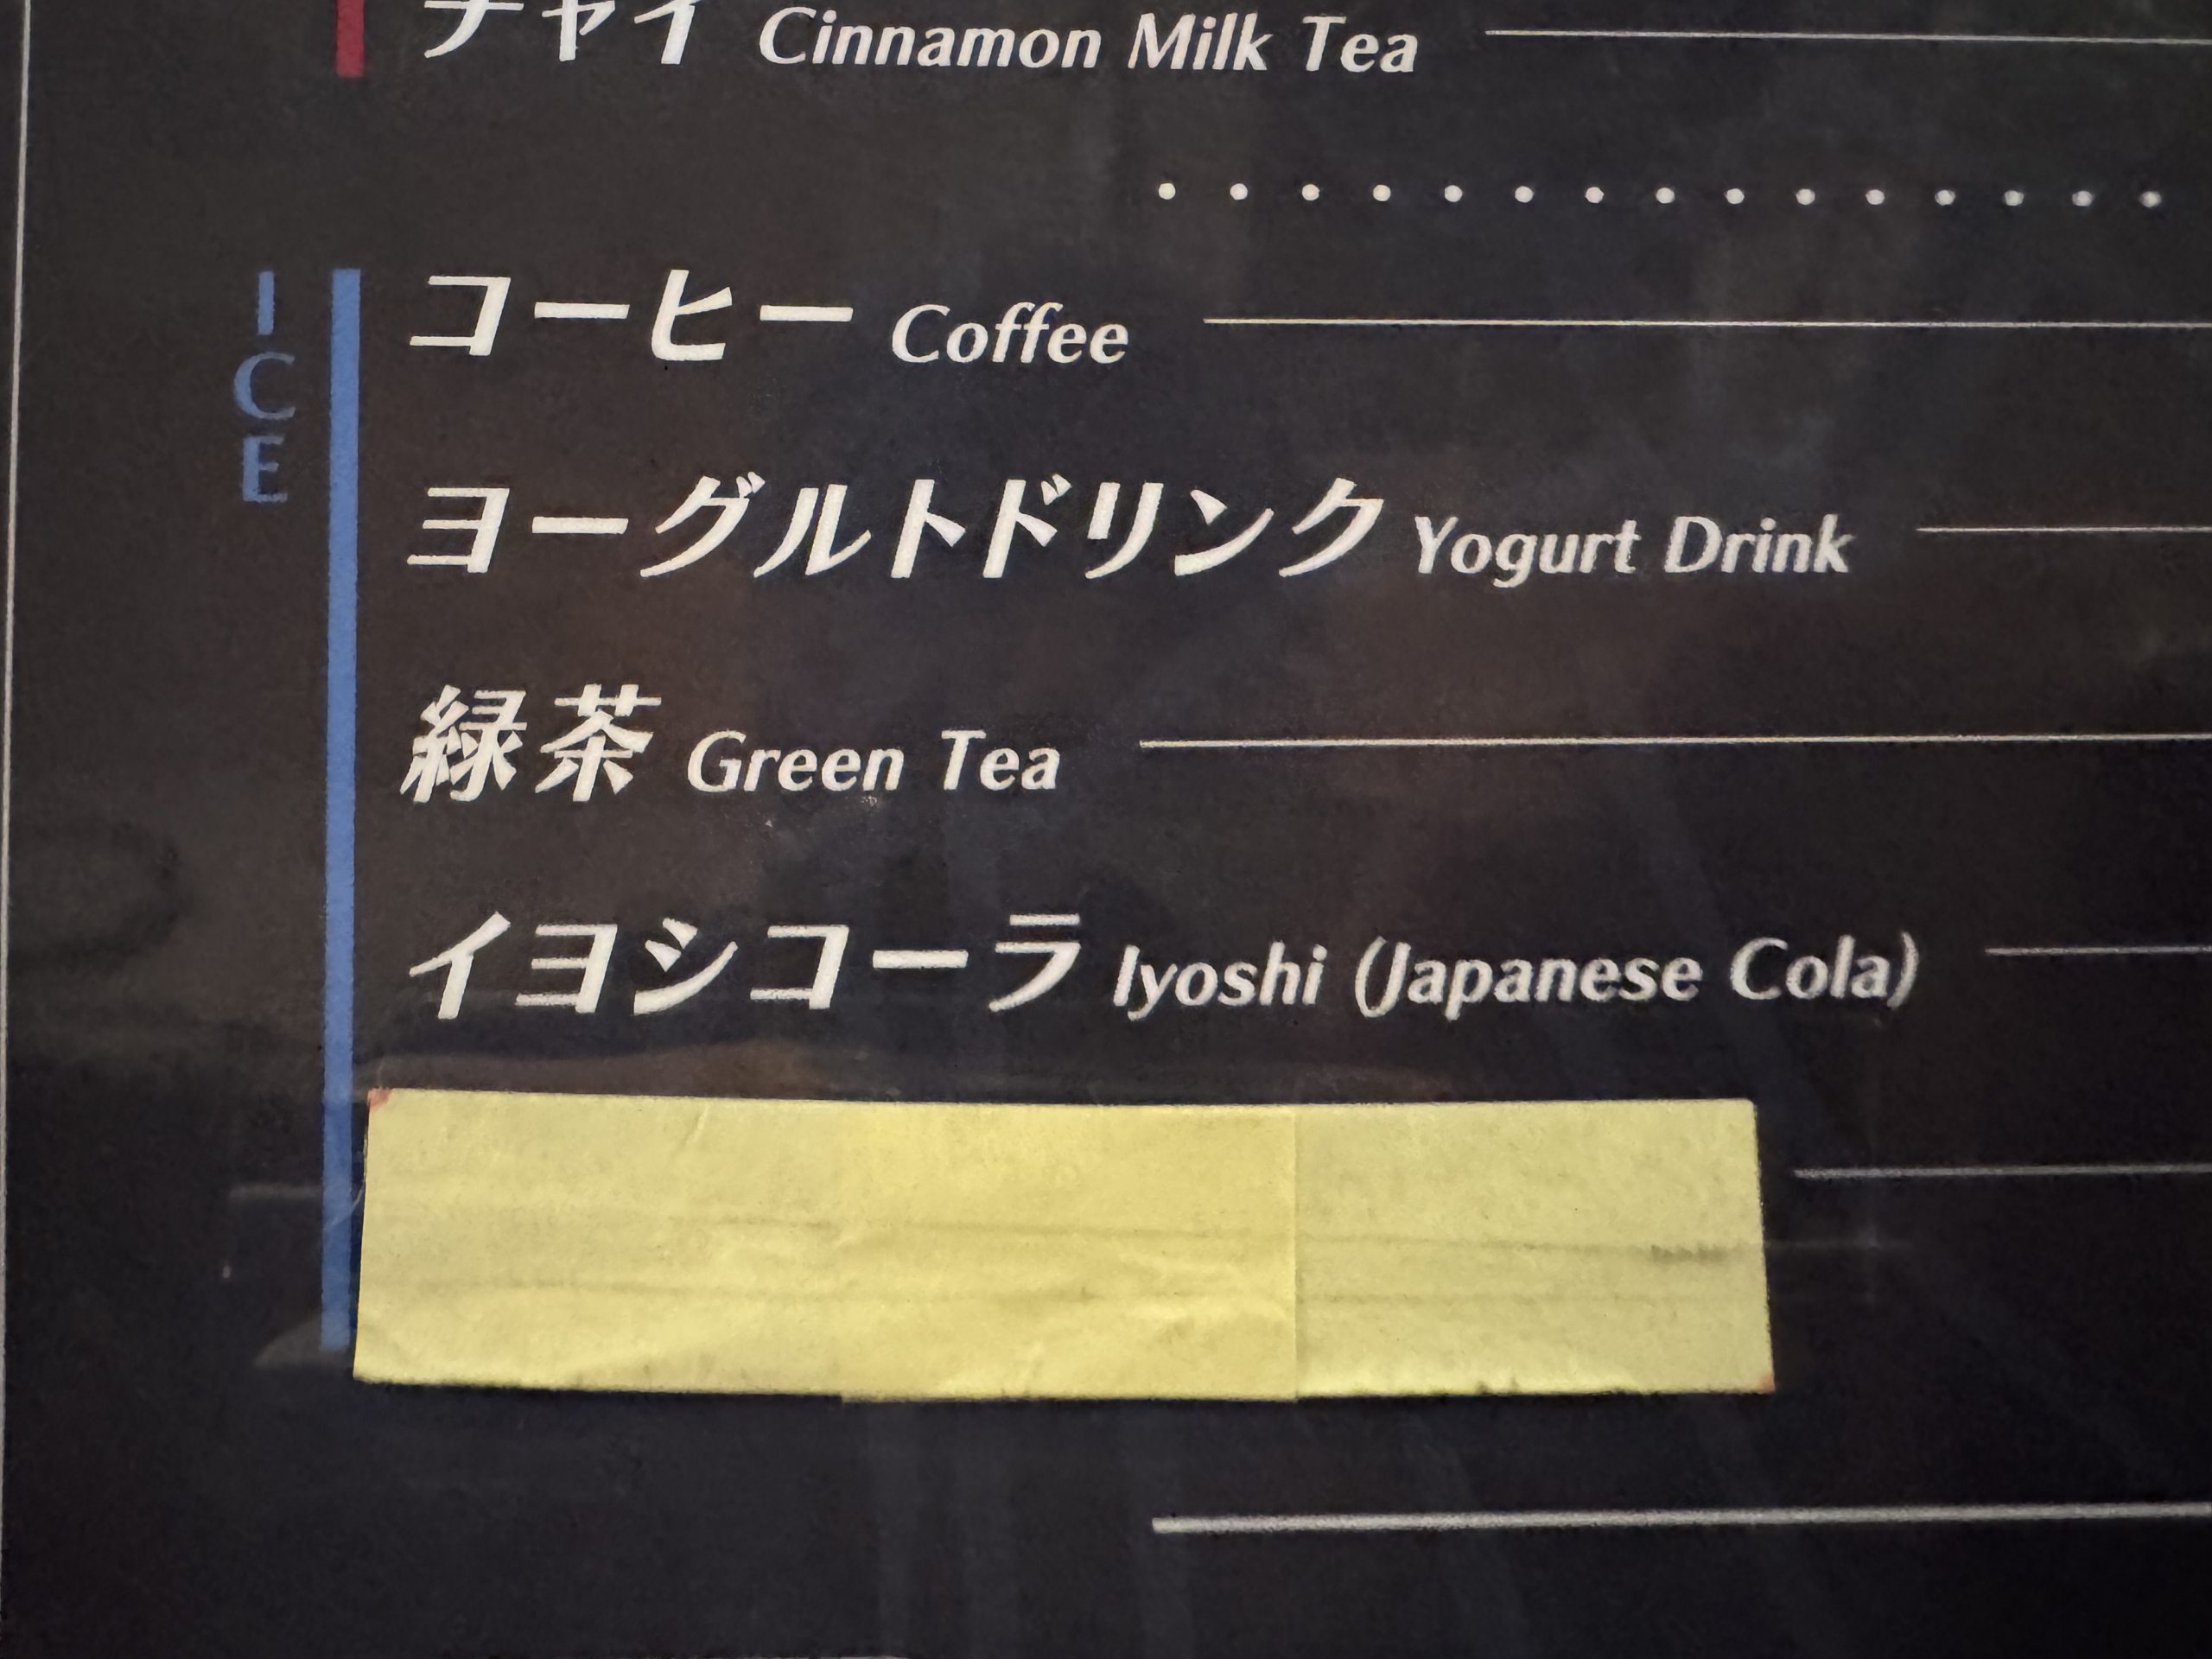 チャイ Cinnamon Milk Tea
ICE
コーヒー Coffee
ヨーグルトドリンク Yogurt Drink
緑茶 Green Tea
イヨシコーラ Iyoshi (Japanese Cola)